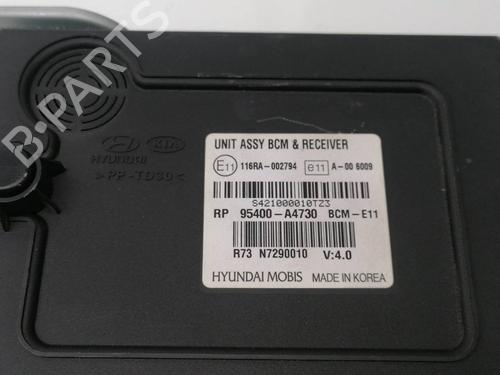 B-PARTS
HYUNDAI KIA
>PP-TD30<
UNIT ASSY BCM & RECEIVER
E11 116RA-002794 e11 A-00 6009
S421000010TZ3
RP 95400-A4730 BCM-E11
R73 N7290010 V:4.0
HYUNDAI MOBIS MADE IN KOREA